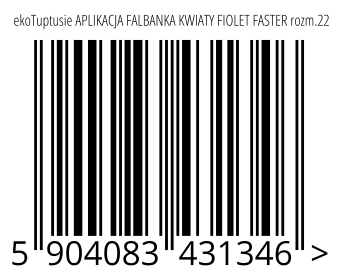 ekoTuptusie APLIKACJA FALBANKA KWIATY FIOLET FASTER rozm.22
5 904083 431346 >